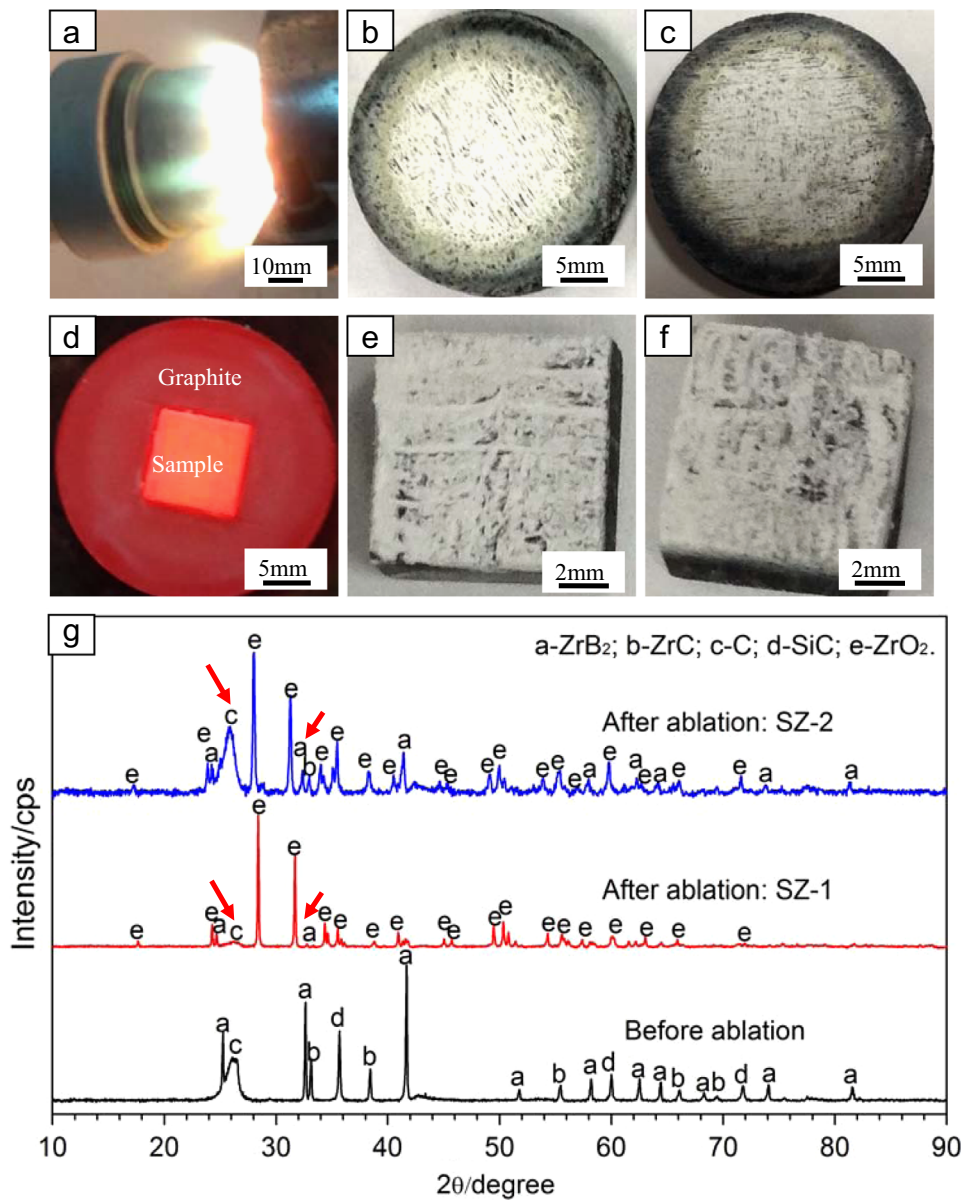 a
b
c
10mm
5mm
5mm
d
e
f
Graphite
Sample
5mm
2mm
2mm
g
a-ZrB₂; b-ZrC; c-C; d-SiC; e-ZrO₂.
e
c
e
e a a b e e e e a e e e e e e e a e a e e e e a a
After ablation: SZ-2
e
e
e a c a e e e e e e e e e e e e e e
After ablation: SZ-1
a c a b d b a a b a d a a b a b d a a
Before ablation
Intensity/cps
10 20 30 40 50 60 70 80 90
2θ/degree